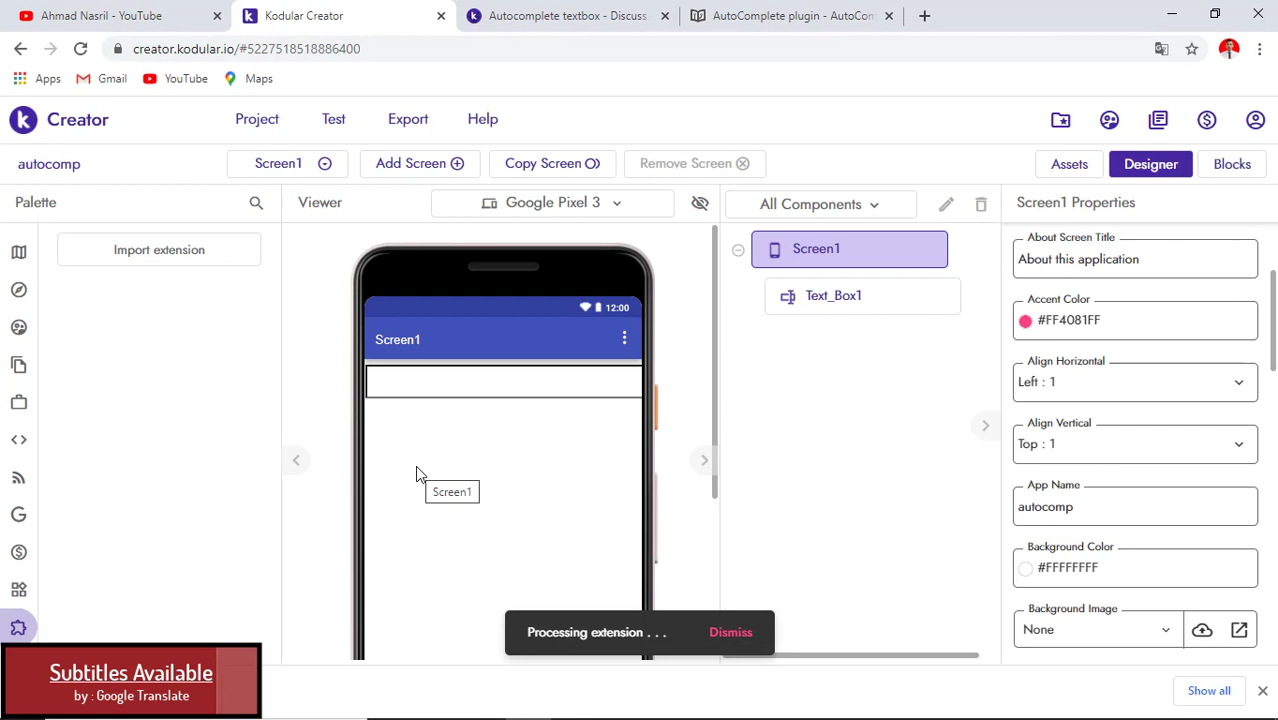 Ahmad Nasril - YouTube
Kodular Creator
Autocomplete textbox - Discuss
AutoComplete plugin - AutoCom
creator.kodular.io/#5227518518886400
Apps
Gmail
YouTube
Maps
Creator
Project
Test
Export
Help
autocomp
Screen1
Add Screen
Copy Screen
Remove Screen
Assets
Designer
Blocks
Palette
Viewer
Google Pixel 3
All Components
Screen1 Properties
Import extension
12:00
Screen1
Screen1
Screen1
Text_Box1
About Screen Title
About this application
Accent Color
#FF4081FF
Align Horizontal
Left : 1
Align Vertical
Top : 1
App Name
autocomp
Background Color
#FFFFFFFF
Background Image
None
Processing extension . . .
Dismiss
Subtitles Available
by : Google Translate
Show all